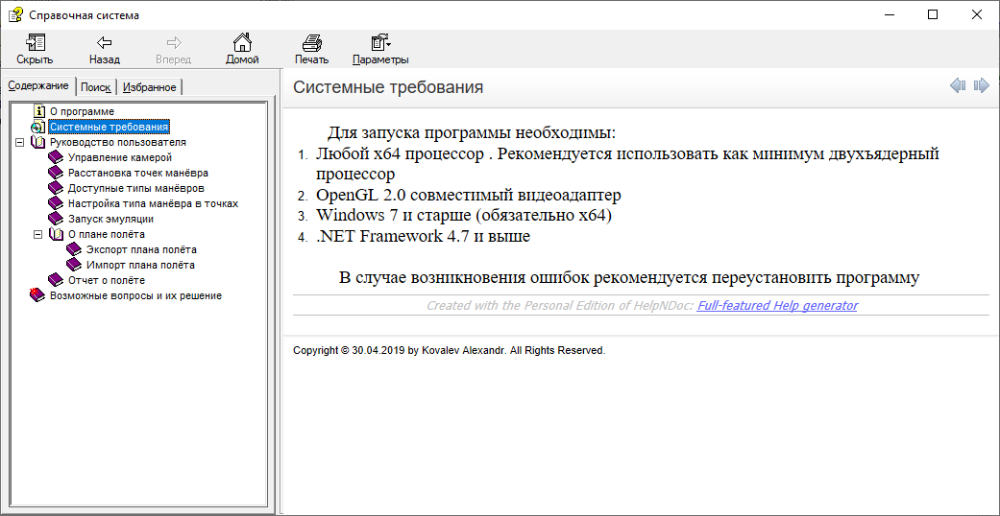 Справочная система
Скрыть Назад Вперед Домой Печать Параметры
Содержание Поиск Избранное
О программе
Системные требования
Руководство пользователя
Управление камерой
Расстановка точек манёвра
Доступные типы манёвров
Настройка типа манёвра в точках
Запуск эмуляции
О плане полёта
Экспорт плана полёта
Импорт плана полёта
Отчет о полёте
Возможные вопросы и их решение
Системные требования
Для запуска программы необходимы:
1. Любой x64 процессор . Рекомендуется использовать как минимум двухъядерный
процессор
2. OpenGL 2.0 совместимый видеоадаптер
3. Windows 7 и старше (обязательно x64)
4. .NET Framework 4.7 и выше
В случае возникновения ошибок рекомендуется переустановить программу
Created with the Personal Edition of HelpNDoc: Full-featured Help generator
Copyright © 30.04.2019 by Kovalev Alexandr. All Rights Reserved.